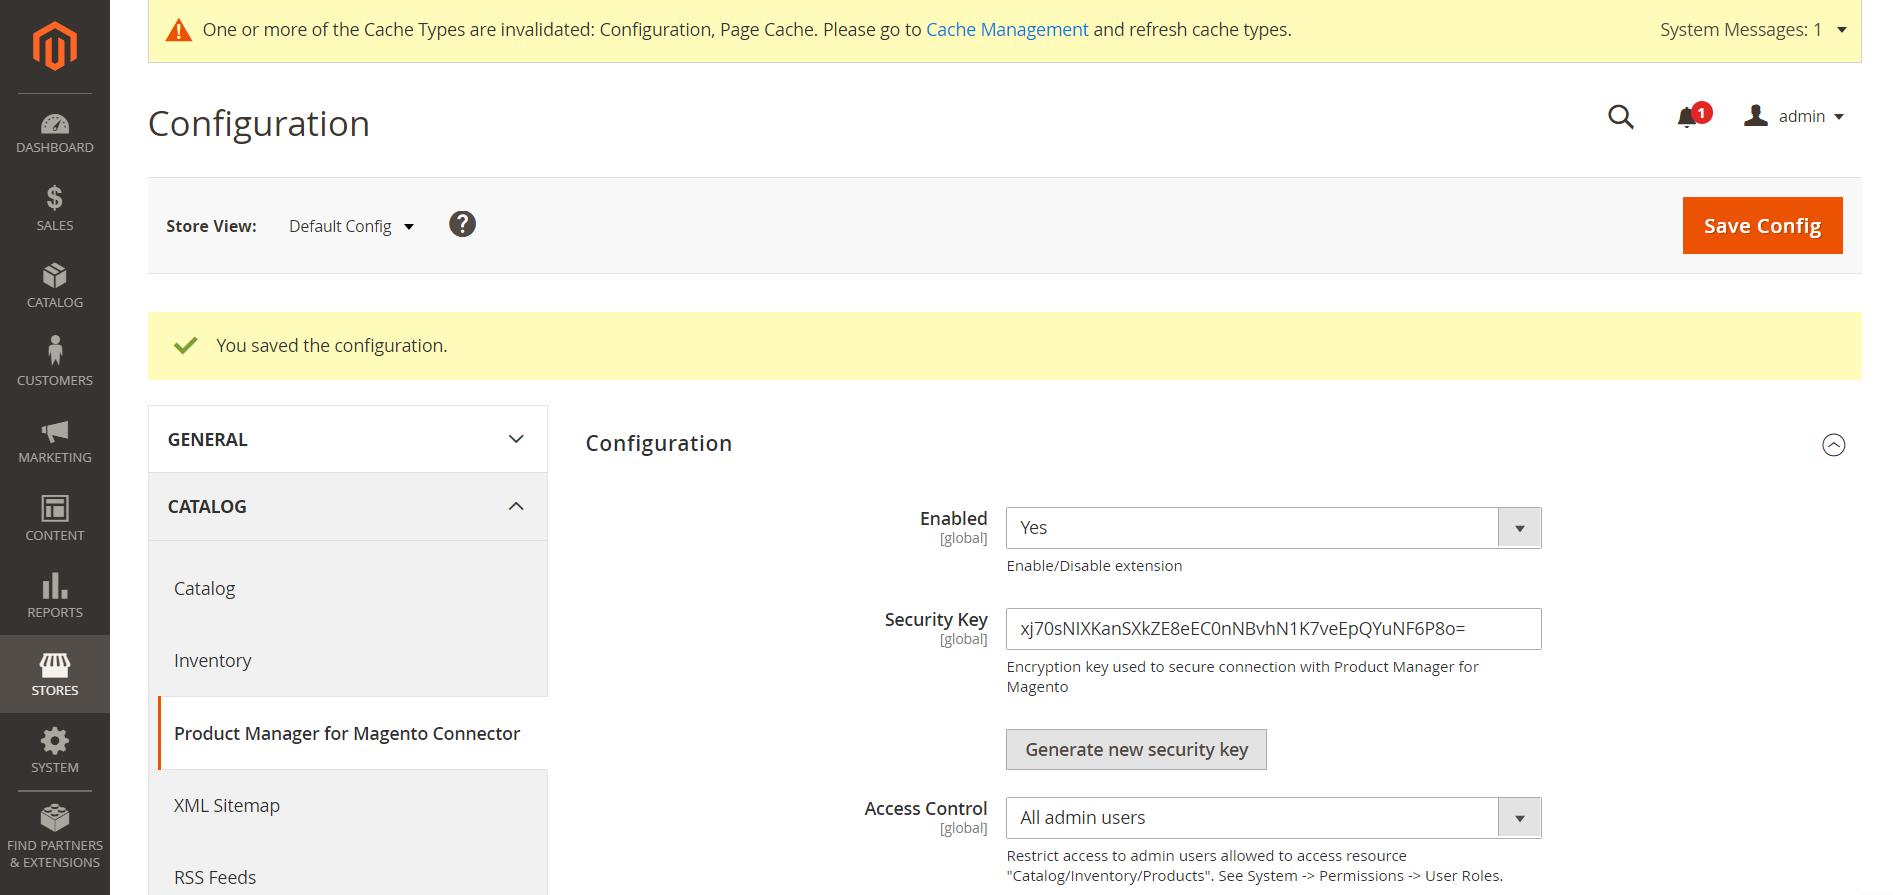 One or more of the Cache Types are invalidated: Configuration, Page Cache. Please go to Cache Management and refresh cache types.
System Messages: 1
Configuration
1
admin
DASHBOARD
SALES
CATALOG
CUSTOMERS
MARKETING
CONTENT
REPORTS
STORES
SYSTEM
FIND PARTNERS
& EXTENSIONS
Store View:
Default Config
?
Save Config
You saved the configuration.
GENERAL
CATALOG
Catalog
Inventory
Product Manager for Magento Connector
XML Sitemap
RSS Feeds
Configuration
Enabled
[global]
Yes
Enable/Disable extension
Security Key
[global]
xj70sNIXKanSXkZE8eEC0nNBvhN1K7veEpQYuNF6P8o=
Encryption key used to secure connection with Product Manager for
Magento
Generate new security key
Access Control
[global]
All admin users
Restrict access to admin users allowed to access resource
"Catalog/Inventory/Products". See System -> Permissions -> User Roles.